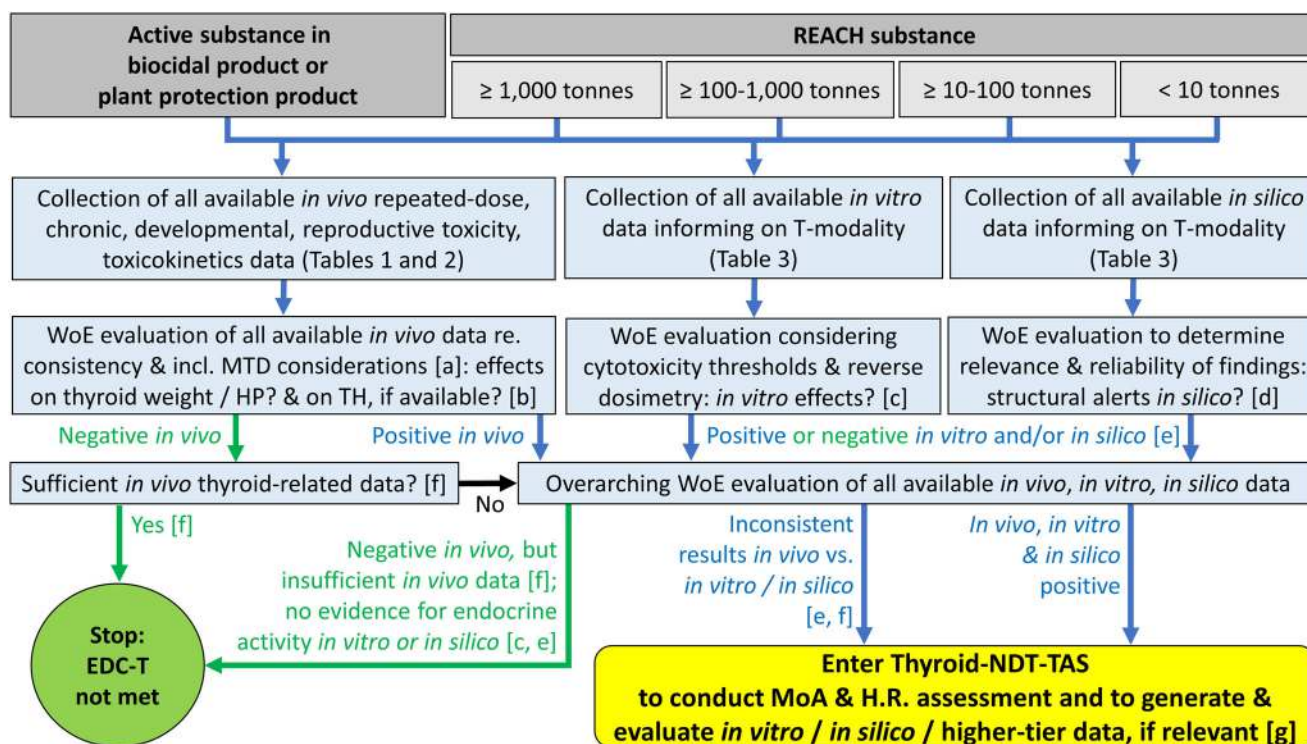 Active substance in
biocidal product or
plant protection product
REACH substance
≥ 1,000 tonnes
≥ 100-1,000 tonnes
≥ 10-100 tonnes
< 10 tonnes
Collection of all available in vivo repeated-dose,
chronic, developmental, reproductive toxicity,
toxicokinetics data (Tables 1 and 2)
Collection of all available in vitro
data informing on T-modality
(Table 3)
Collection of all available in silico
data informing on T-modality
(Table 3)
WoE evaluation of all available in vivo data re.
consistency & incl. MTD considerations [a]: effects
on thyroid weight / HP? & on TH, if available? [b]
WoE evaluation considering
cytotoxicity thresholds & reverse
dosimetry: in vitro effects? [c]
WoE evaluation to determine
relevance & reliability of findings:
structural alerts in silico? [d]
Negative in vivo
Positive in vivo
Positive or negative in vitro and/or in silico [e]
Sufficient in vivo thyroid-related data? [f]
No
Overarching WoE evaluation of all available in vivo, in vitro, in silico data
Yes [f]
Negative in vivo, but
insufficient in vivo data [f];
no evidence for endocrine
activity in vitro or in silico [c, e]
Inconsistent
results in vivo vs.
in vitro / in silico
[e, f]
In vivo, in vitro
& in silico
positive
Stop:
EDC-T
not met
Enter Thyroid-NDT-TAS
to conduct MoA & H.R. assessment and to generate &
evaluate in vitro / in silico / higher-tier data, if relevant [g]